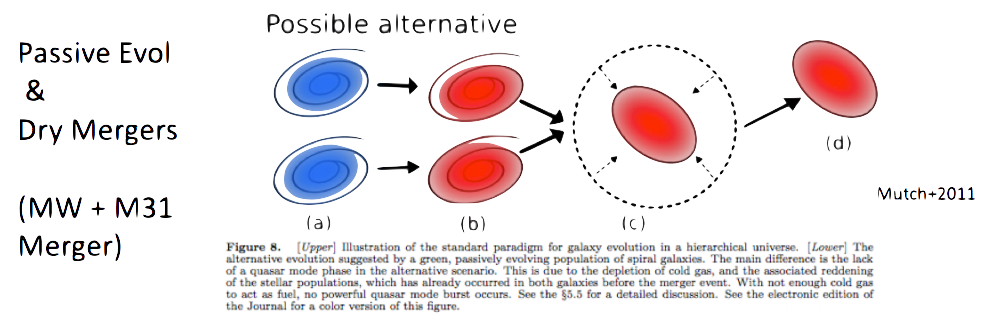 Possible alternative
Passive Evol
&
Dry Mergers
(MW + M31
Merger)
(a)
(b)
(c)
(d)
Mutch+2011
Figure 8. [Upper] Illustration of the standard paradigm for galaxy evolution in a hierarchical universe. [Lower] The
alternative evolution suggested by a green, passively evolving population of spiral galaxies. The main difference is the lack
of a quasar mode phase in the alternative scenario. This is due to the depletion of cold gas, and the associated reddening
of the stellar populations, which has already occurred in both galaxies before the merger event. With not enough cold gas
to act as fuel, no powerful quasar mode burst occurs. See the §5.5 for a detailed discussion. See the electronic edition of
the Journal for a color version of this figure.